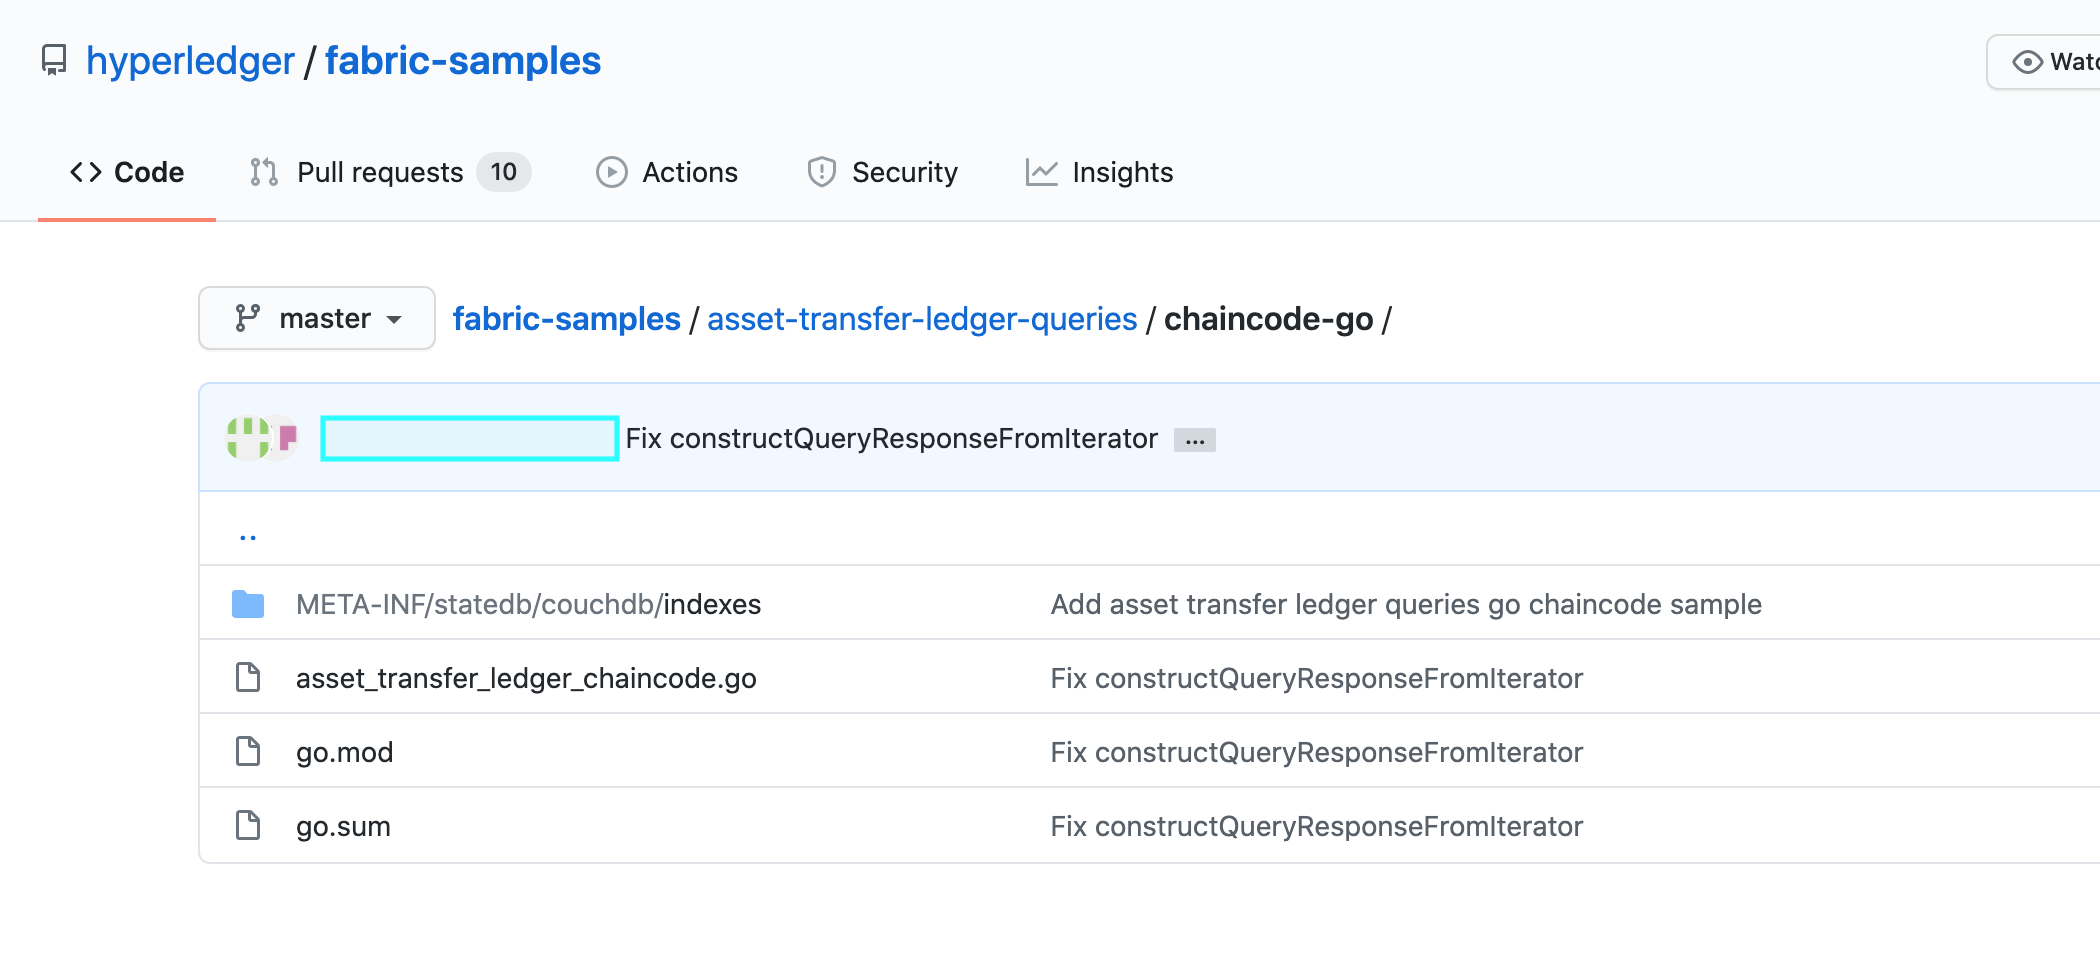 hyperledger / fabric-samples
Code Pull requests 10 Actions Security Insights
master fabric-samples / asset-transfer-ledger-queries / chaincode-go /
Fix constructQueryResponseFromIterator ...
..
META-INF/statedb/couchdb/indexes Add asset transfer ledger queries go chaincode sample
asset_transfer_ledger_chaincode.go Fix constructQueryResponseFromIterator
go.mod Fix constructQueryResponseFromIterator
go.sum Fix constructQueryResponseFromIterator